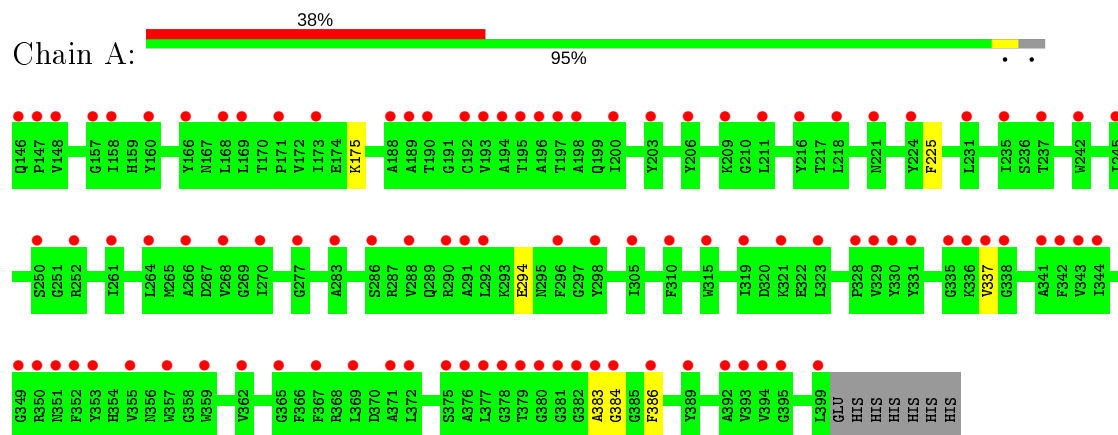 38%
Chain A:
95%
• •
Q146 P147 V148 G157 I158 H159 Y160 Y166 N167 L168 L169 T170 P171 V172 I173 E174 K175 A188 A189 T190 G191 C192 V193 A194 T195 A196 T197 A198 Q199 I200 Y203 Y206 K209 G210 L211 Y216 T217 L218 N221 Y224 F225 L231 I235 S236 T237 W242 I245
S250 G251 R252 I261 L264 M265 A266 D267 V268 G269 I270 G277 A283 S286 R287 V288 Q289 R290 A291 L292 K293 E294 N295 F296 G297 Y298 I305 F310 W315 I319 D320 K321 E322 L323 P328 V329 Y330 Y331 G335 K336 V337 G338 A341 F342 V343 I344
G349 R350 N351 F352 Y353 H354 V355 N356 W357 G358 W359 V362 G365 F366 F367 R368 L369 D370 A371 L372 S375 A376 L377 G378 T379 G380 G381 G382 A383 G384 G385 F386 Y389 A392 V393 V394 G395 L399 GLU HIS HIS HIS HIS HIS HIS